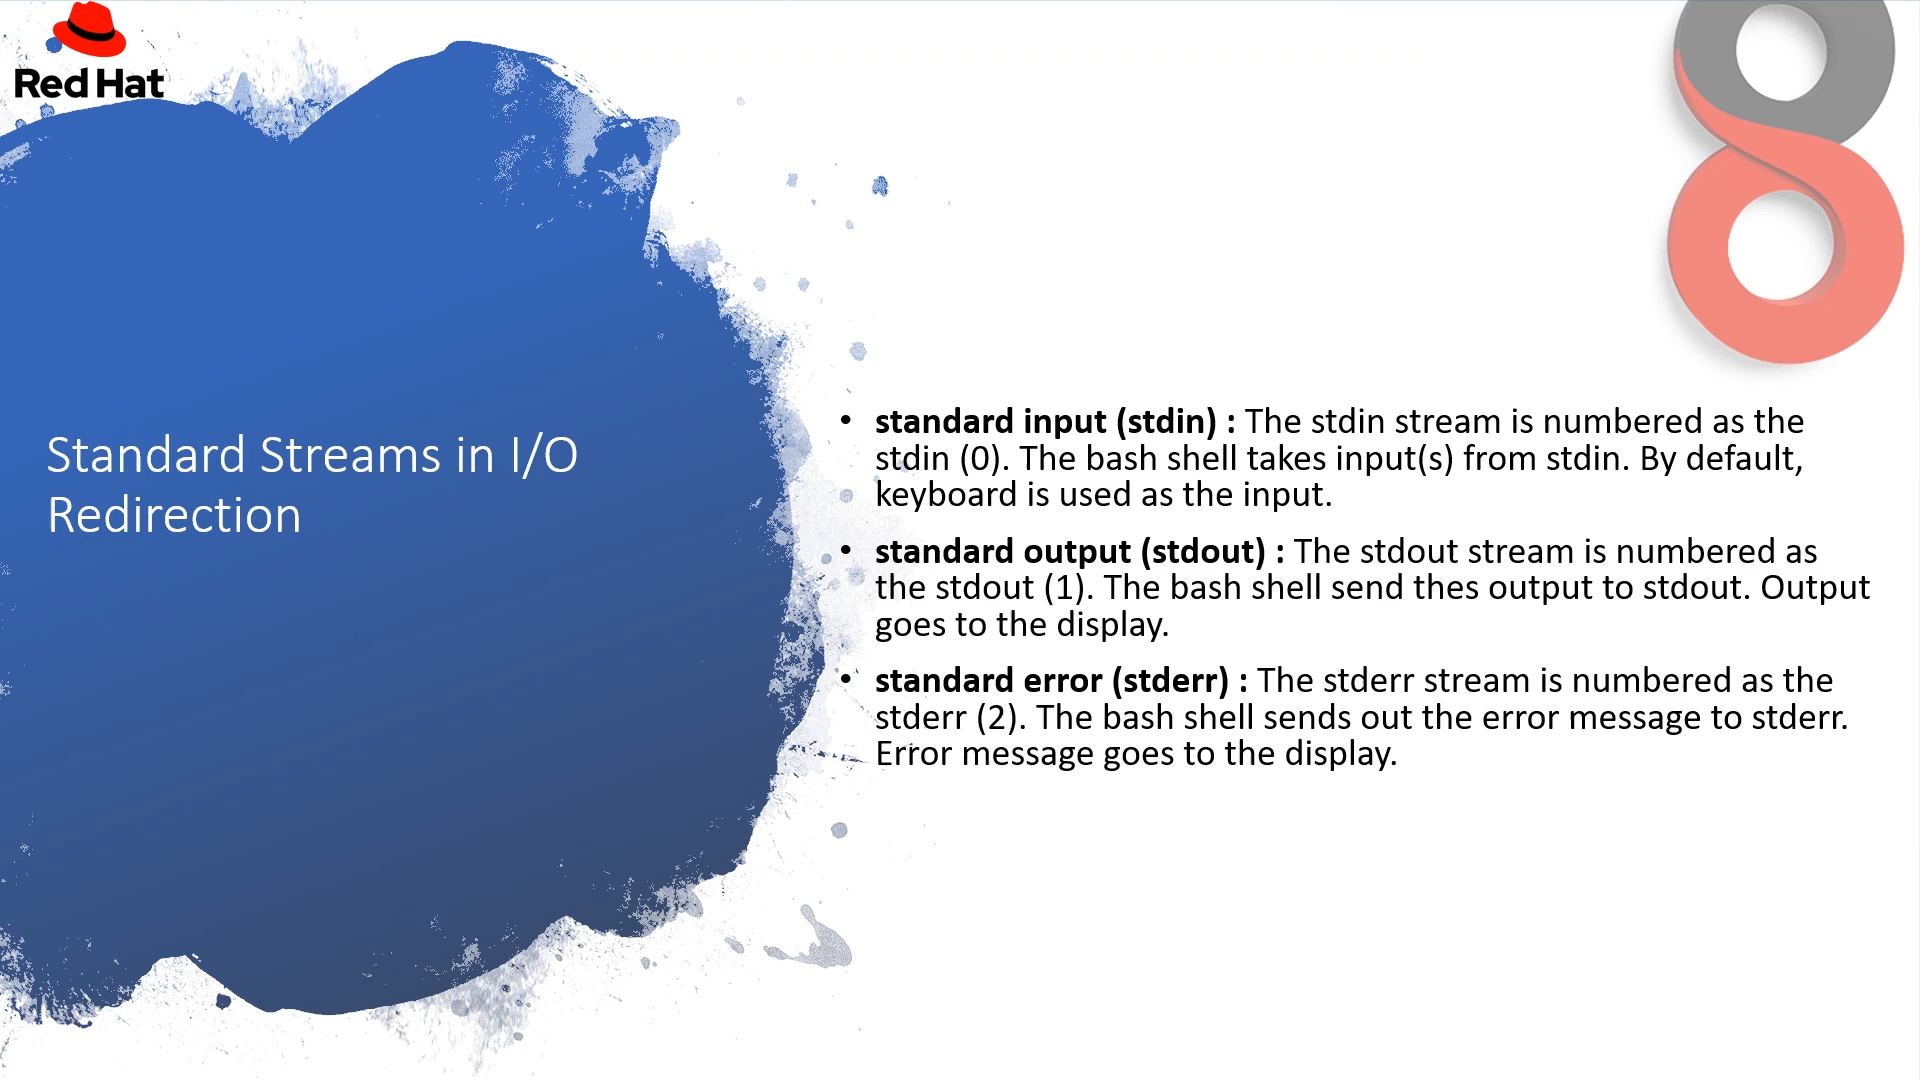 Red Hat
8
Standard Streams in I/O
Redirection
• standard input (stdin) : The stdin stream is numbered as the
stdin (0). The bash shell takes input(s) from stdin. By default,
keyboard is used as the input.
• standard output (stdout) : The stdout stream is numbered as
the stdout (1). The bash shell send thes output to stdout. Output
goes to the display.
• standard error (stderr) : The stderr stream is numbered as the
stderr (2). The bash shell sends out the error message to stderr.
Error message goes to the display.